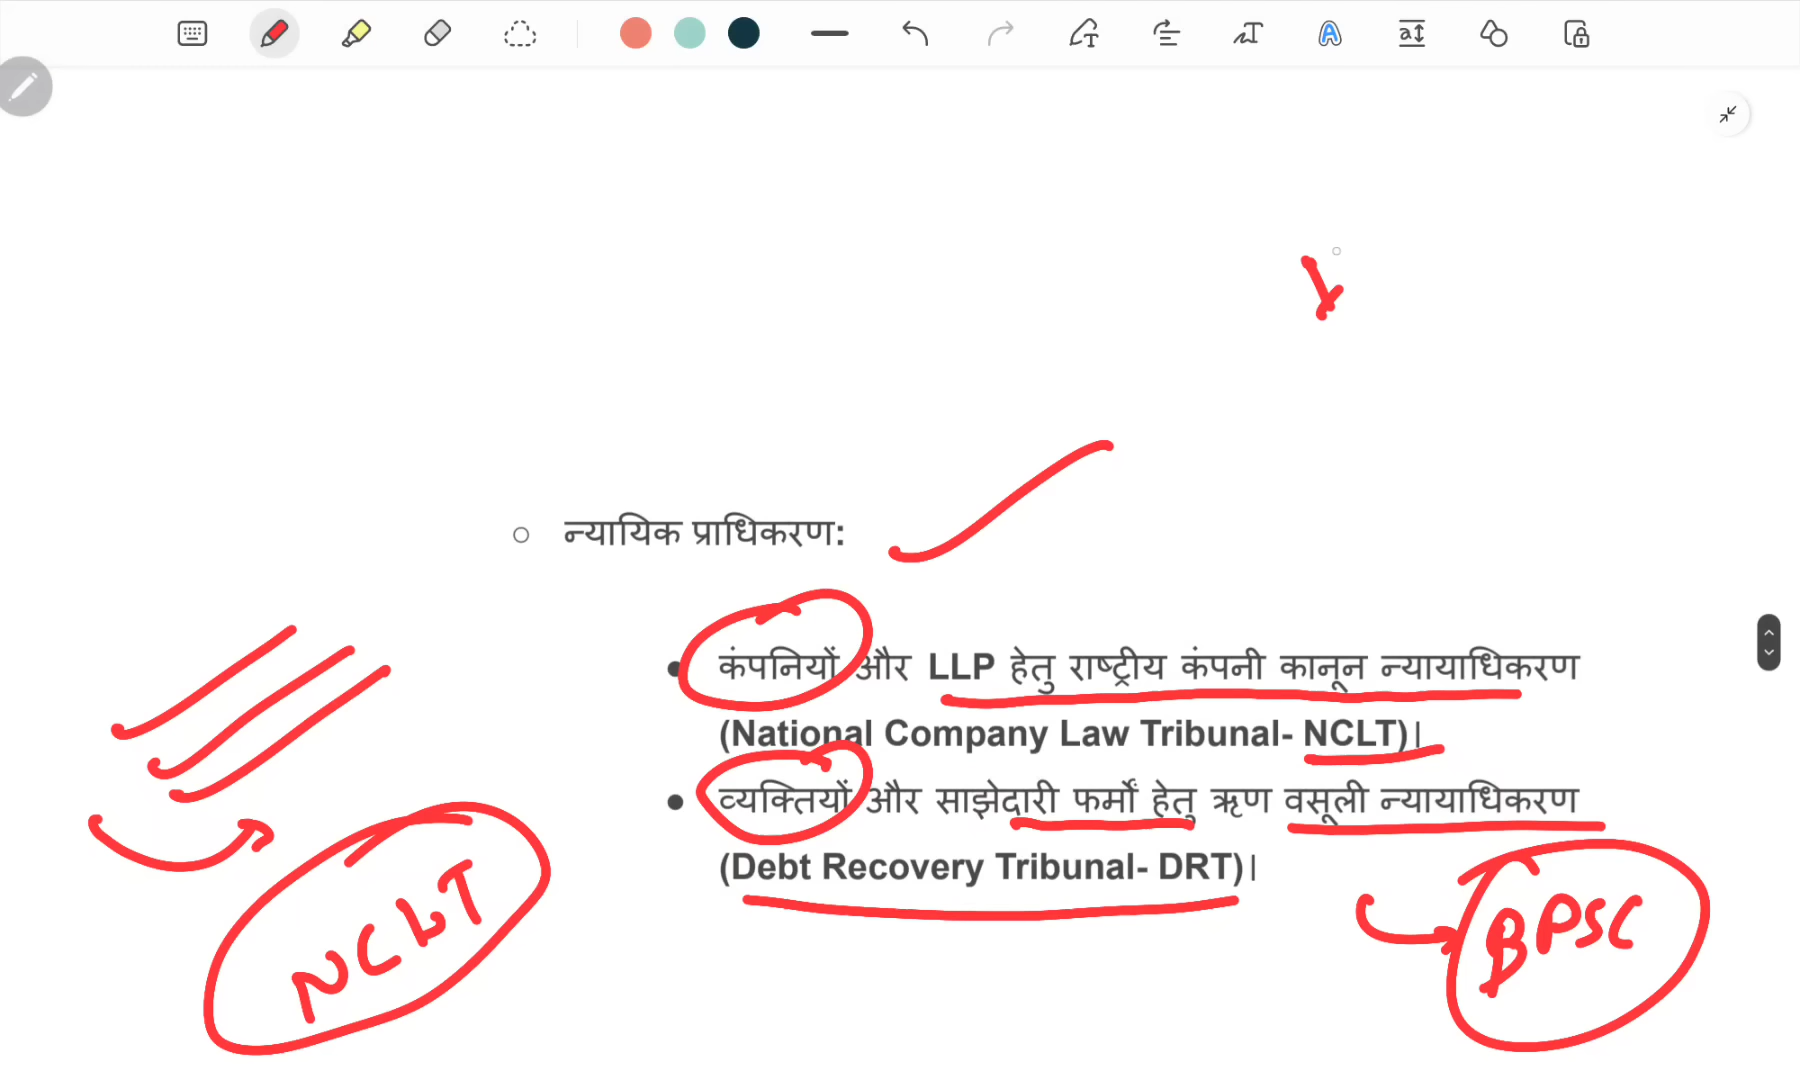 न्यायिक प्राधिकरण:
कंपनियों और LLP हेतु राष्ट्रीय कंपनी कानून न्यायाधिकरण
(National Company Law Tribunal- NCLT)।
व्यक्तियों और साझेदारी फर्मों हेतु ऋण वसूली न्यायाधिकरण
(Debt Recovery Tribunal- DRT)।
NCLT
BPSC